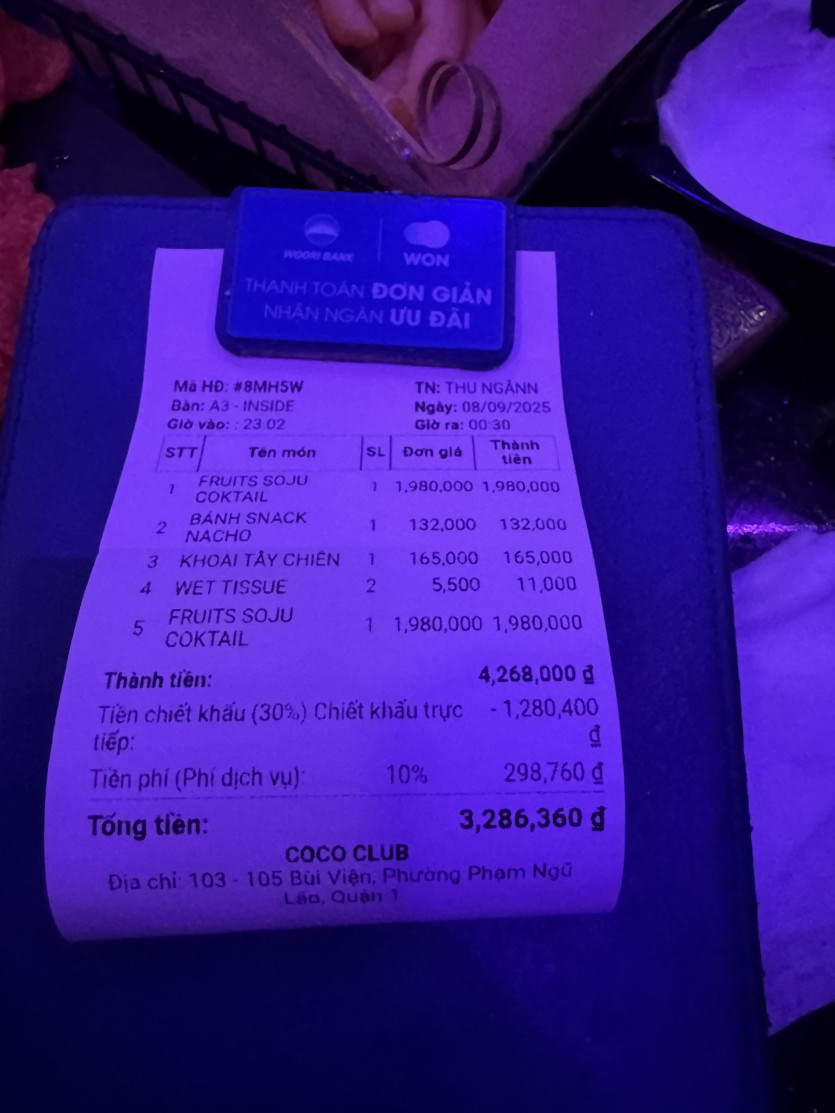 WOORI BANK WON
THANH TOÁN ĐƠN GIẢN
NHẬN NGÀN ƯU ĐÃI
Mã HĐ: #8MH5W TN: THU NGÂNN
Bàn: A3 - INSIDE Ngày: 08/09/2025
Giờ vào: : 23:02 Giờ ra: 00:30
STT Tên món SL Đơn giá Thành tiền
1 FRUITS SOJU 1 1,980,000 1,980,000
COKTAIL
2 BÁNH SNACK 1 132,000 132,000
NACHO
3 KHOAI TÂY CHIÊN 1 165,000 165,000
4 WET TISSUE 2 5,500 11,000
5 FRUITS SOJU 1 1,980,000 1,980,000
COKTAIL
Thành tiền: 4,268,000 ₫
Tiền chiết khấu (30%) Chiết khấu trực - 1,280,400
tiếp: ₫
Tiền phí (Phí dịch vụ): 10% 298,760 ₫
Tổng tiền: 3,286,360 ₫
COCO CLUB
Địa chỉ: 103 - 105 Bùi Viện, Phường Phạm Ngũ
Lão, Quận 1